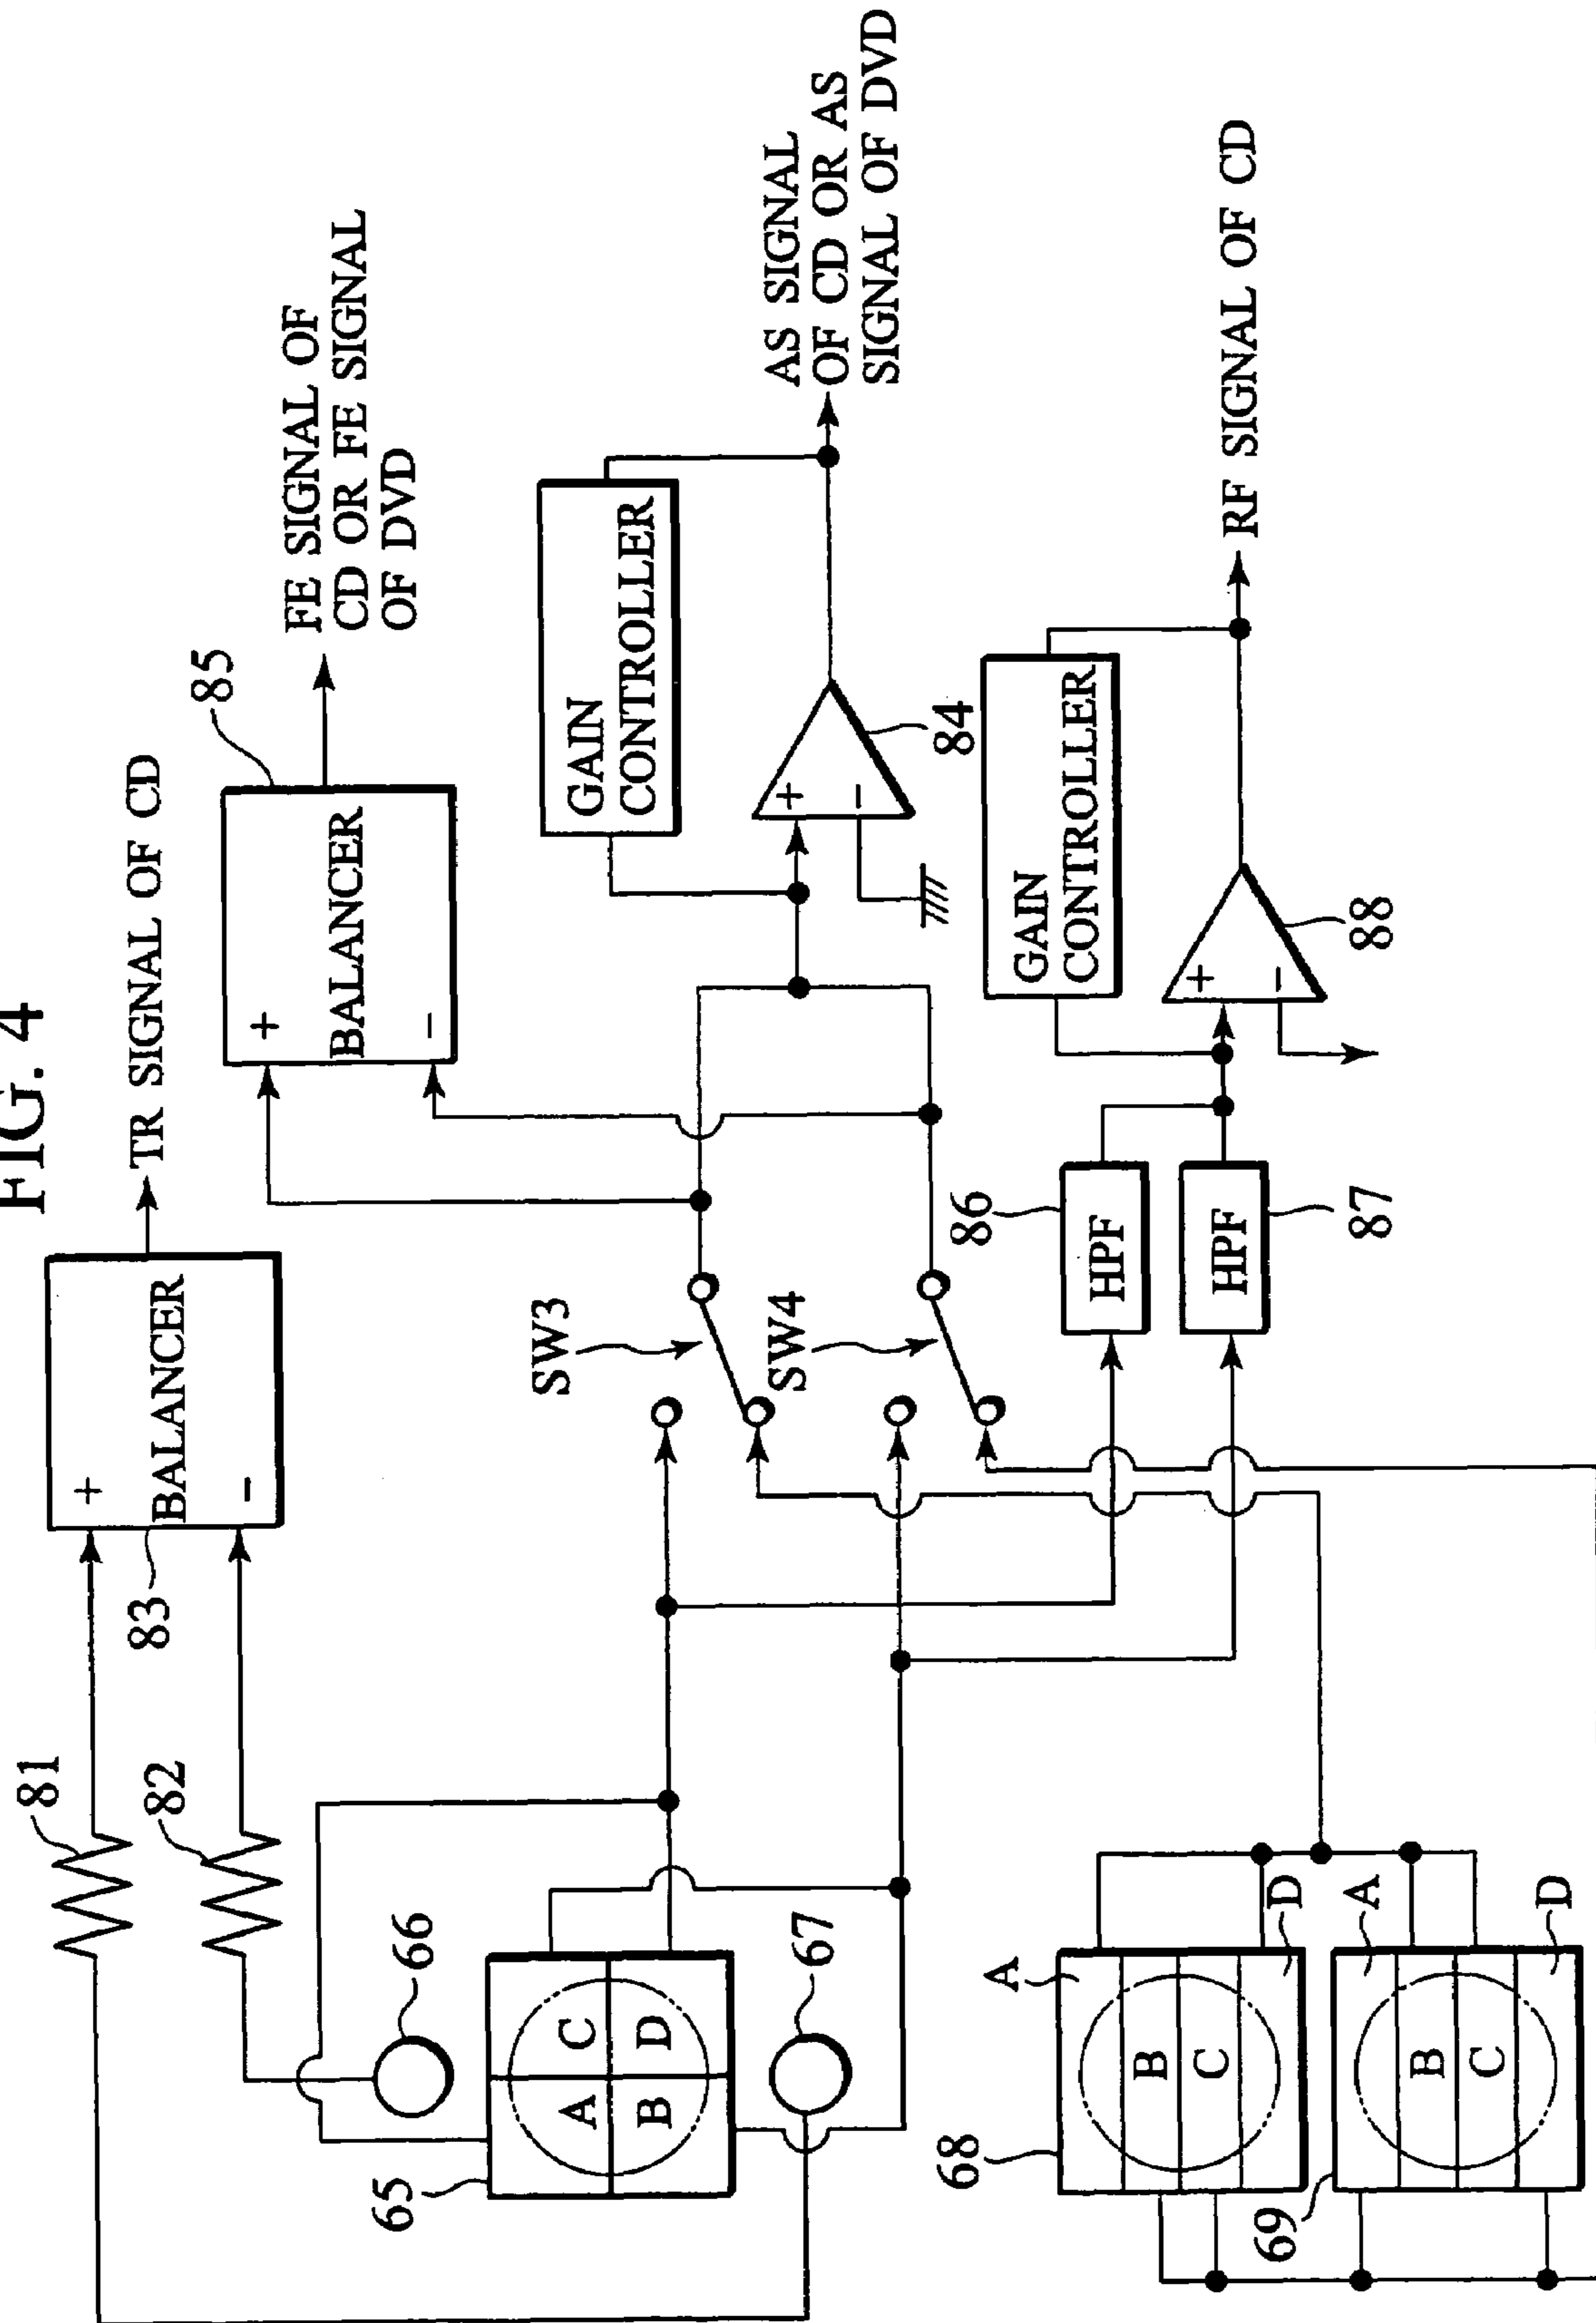 FIG. 4
81
82
83
+
BALANCER
-
TR SIGNAL OF CD
85
+
BALANCER
-
FE SIGNAL OF
CD OR FE SIGNAL
OF DVD
GAIN
CONTROLLER
+
-
84
AS SIGNAL
OF CD OR AS
SIGNAL OF DVD
SW3
SW4
66
65
A
C
B
D
67
86
HPF
87
HPF
GAIN
CONTROLLER
+
-
88
RF SIGNAL OF CD
68
A
B
C
D
69
A
B
C
D